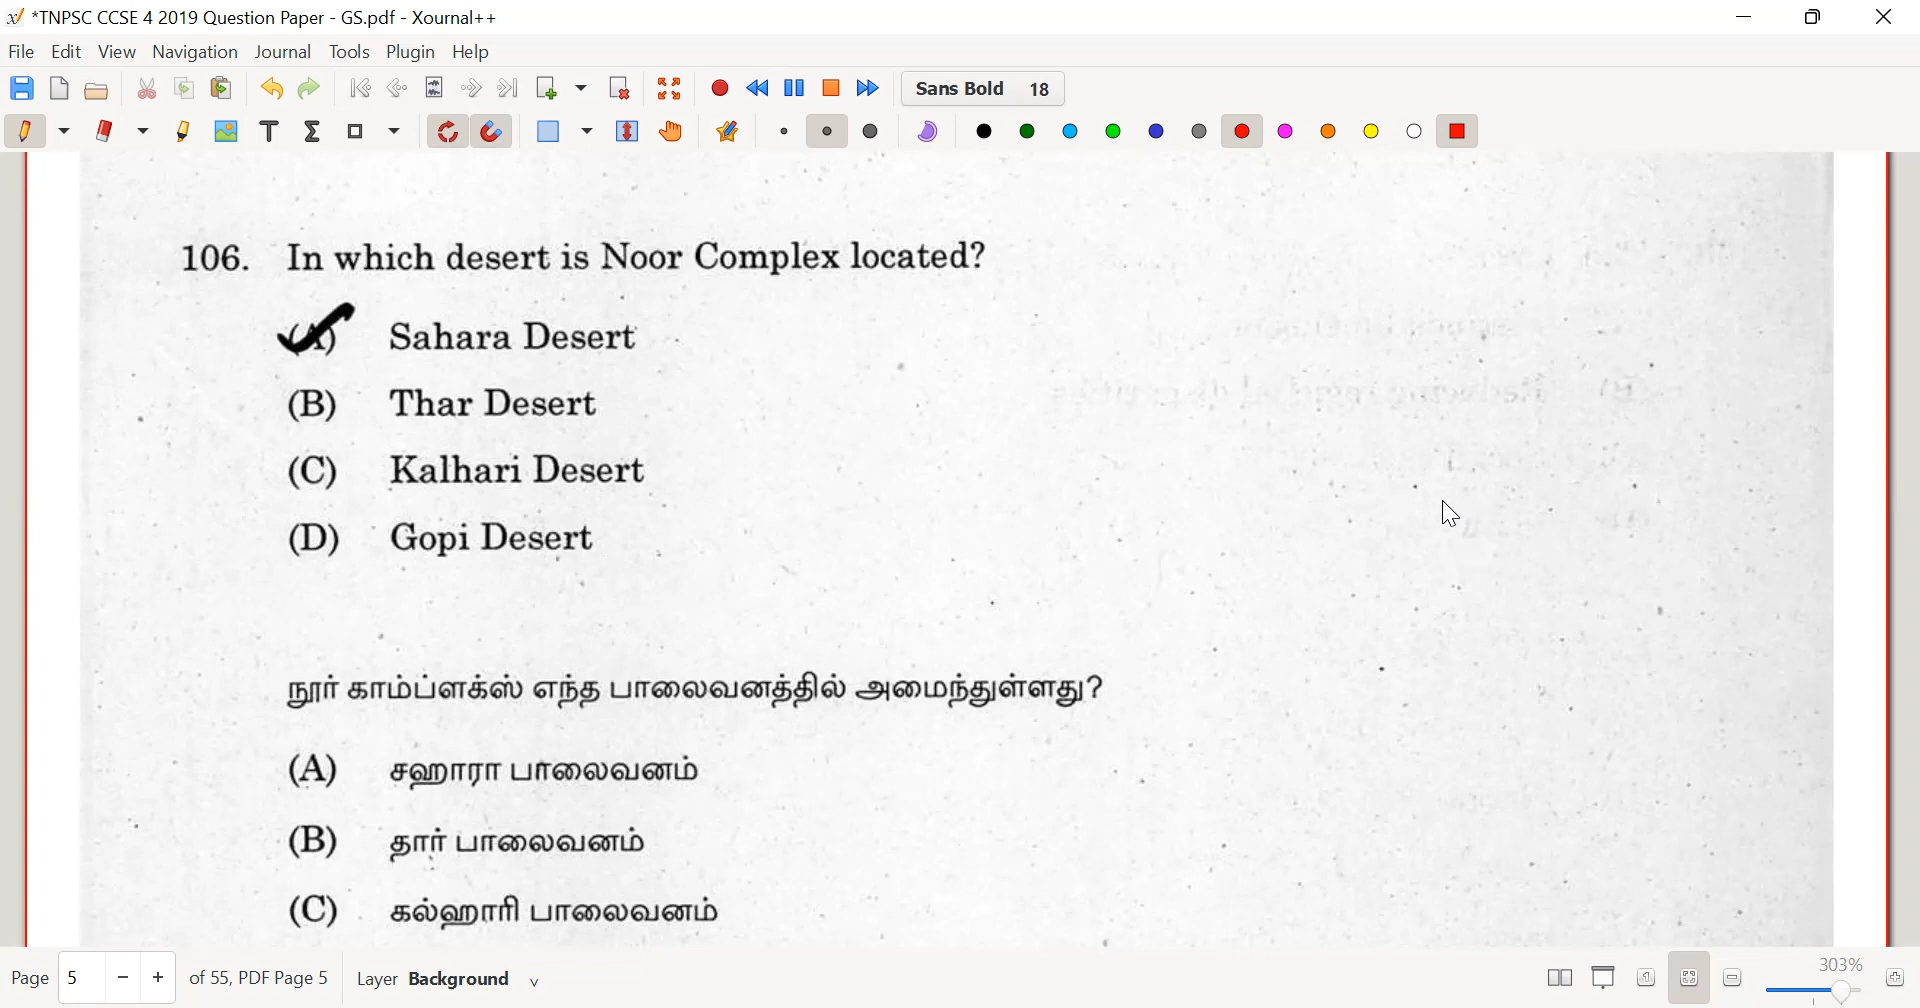 *TNPSC CCSE 4 2019 Question Paper - GS.pdf - Xournal++
File Edit View Navigation Journal Tools Plugin Help
Sans Bold 18
106. In which desert is Noor Complex located?
(A) Sahara Desert
(B) Thar Desert
(C) Kalhari Desert
(D) Gopi Desert
நூர் காம்ப்ளக்ஸ் எந்த பாலைவனத்தில் அமைந்துள்ளது?
(A) சஹாரா பாலைவனம்
(B) தார் பாலைவனம்
(C) கல்ஹாரி பாலைவனம்
Page 5 − + of 55, PDF Page 5 Layer Background 303%